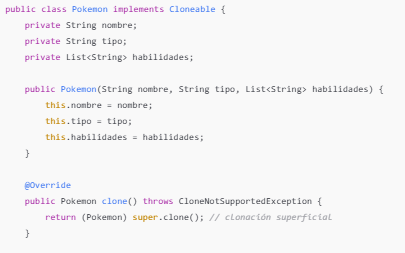 public class Pokemon implements Cloneable {
    private String nombre;
    private String tipo;
    private List<String> habilidades;

    public Pokemon(String nombre, String tipo, List<String> habilidades) {
        this.nombre = nombre;
        this.tipo = tipo;
        this.habilidades = habilidades;
    }

    @Override
    public Pokemon clone() throws CloneNotSupportedException {
        return (Pokemon) super.clone(); // clonación superficial
    }